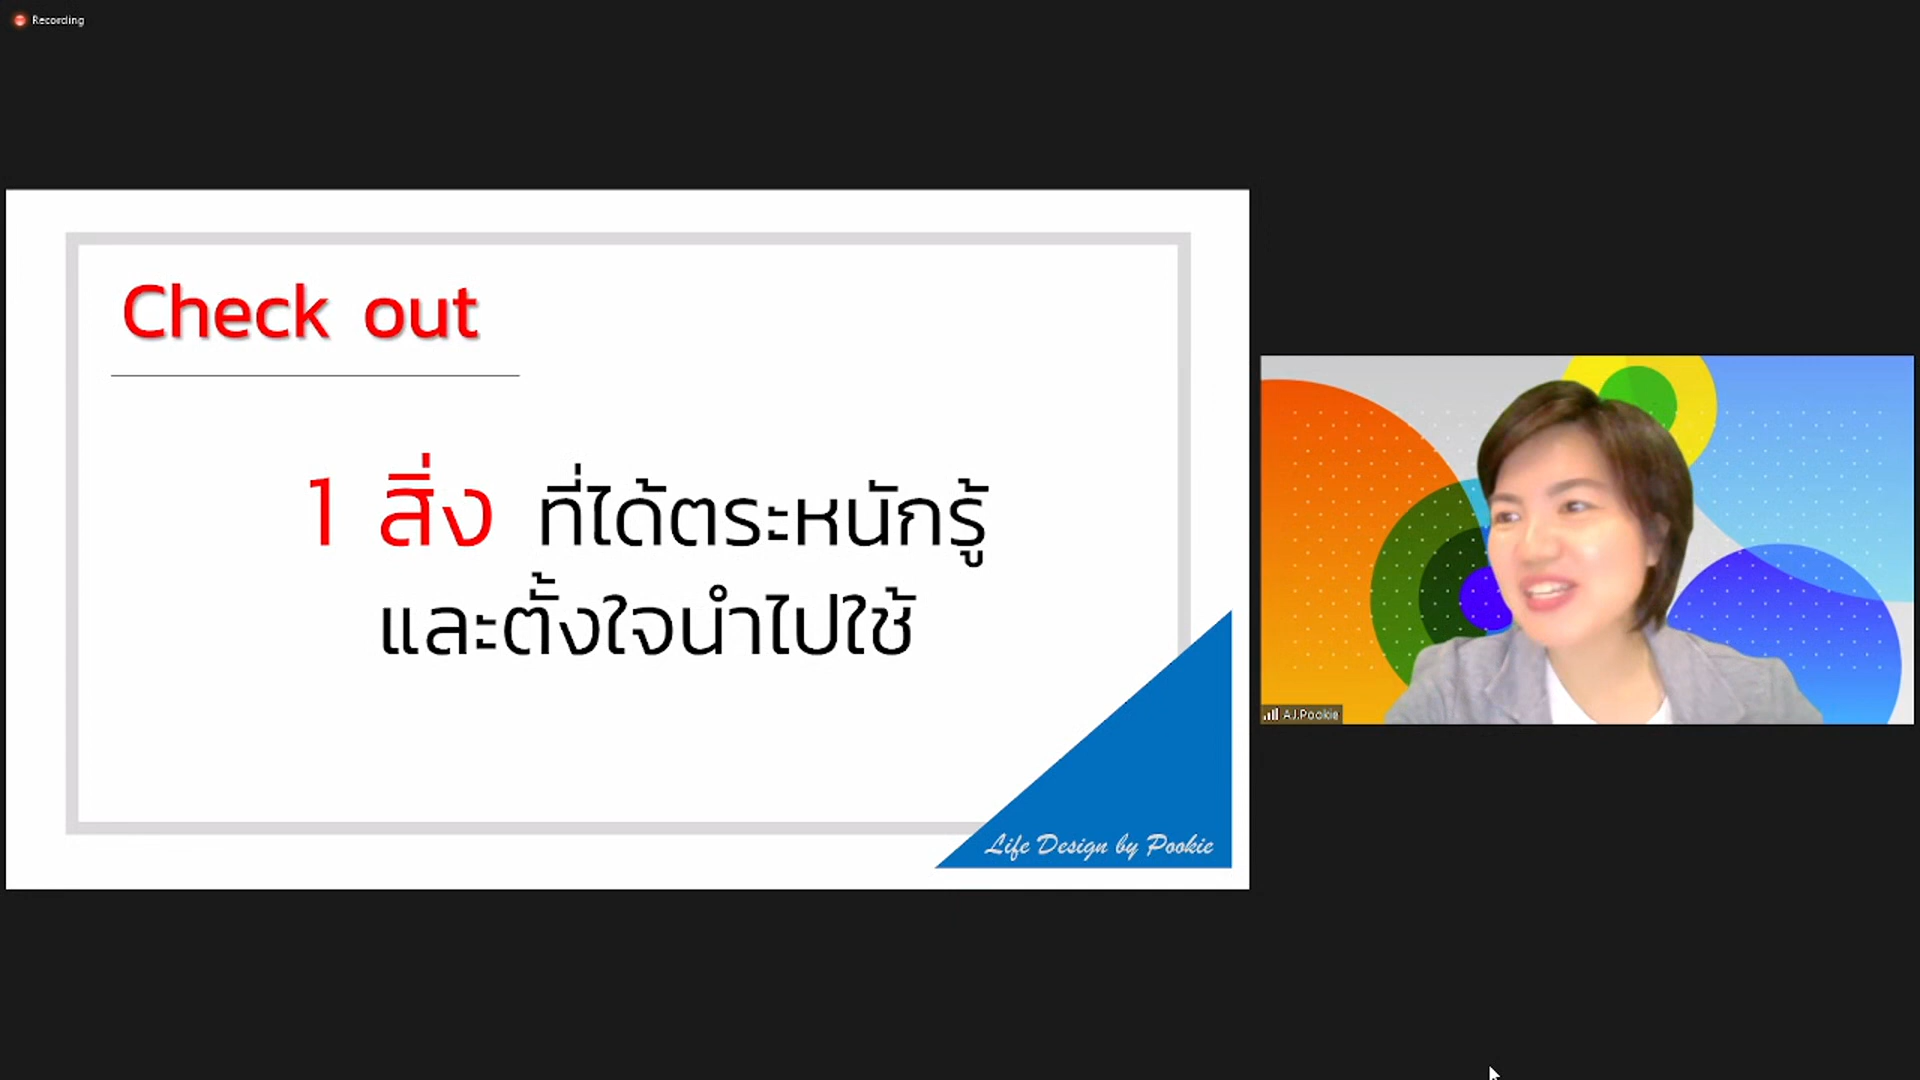 Recording
Check out
1 สิ่ง ที่ได้ตระหนักรู้
และตั้งใจนำไปใช้
Life Design by Pookie
AJ.Pookie